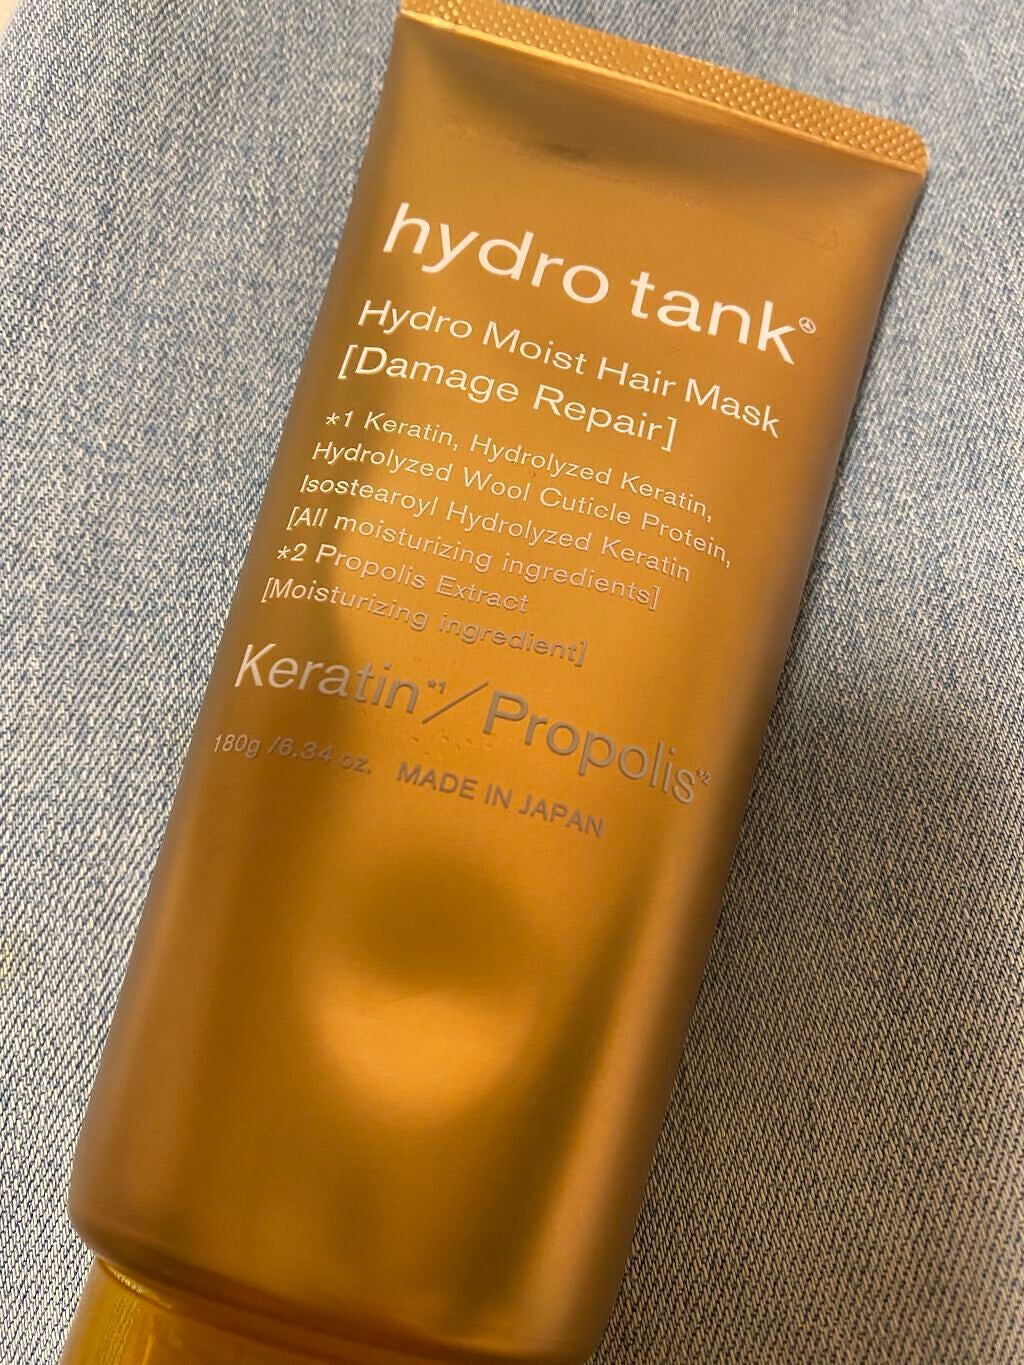 hydro tank
Hydro Moist Hair Mask
[Damage Repair]
*1 Keratin, Hydrolyzed Keratin,
Hydrolyzed Wool Cuticle Protein,
Isostearoyl Hydrolyzed Keratin
[All moisturizing ingredients]
*2 Propolis Extract
[Moisturizing ingredient]
Keratin*1/Propolis*2
180g /6.34 oz. MADE IN JAPAN